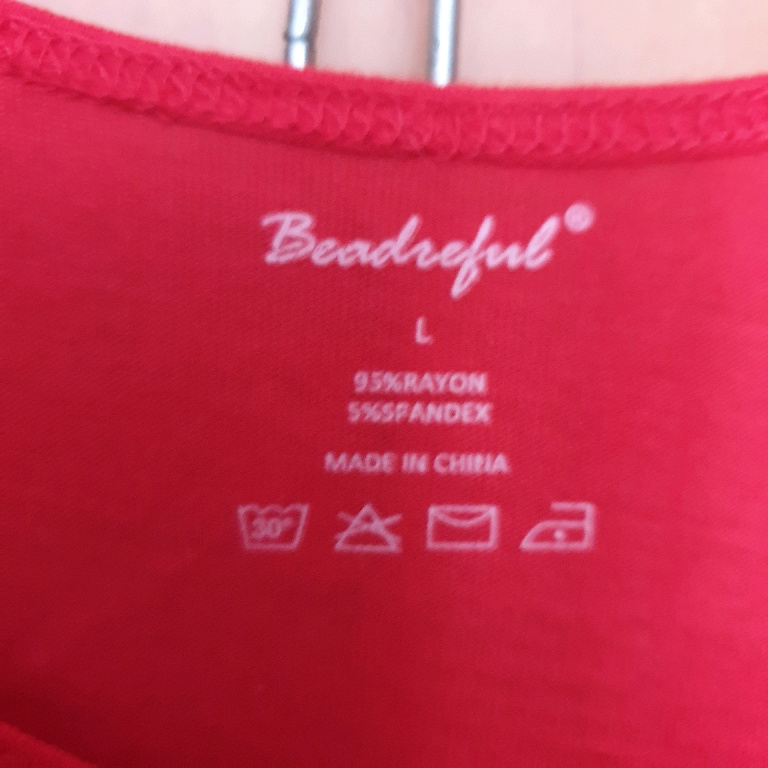 Beadreful®
L
95%RAYON
5%SPANDEX
MADE IN CHINA
30°